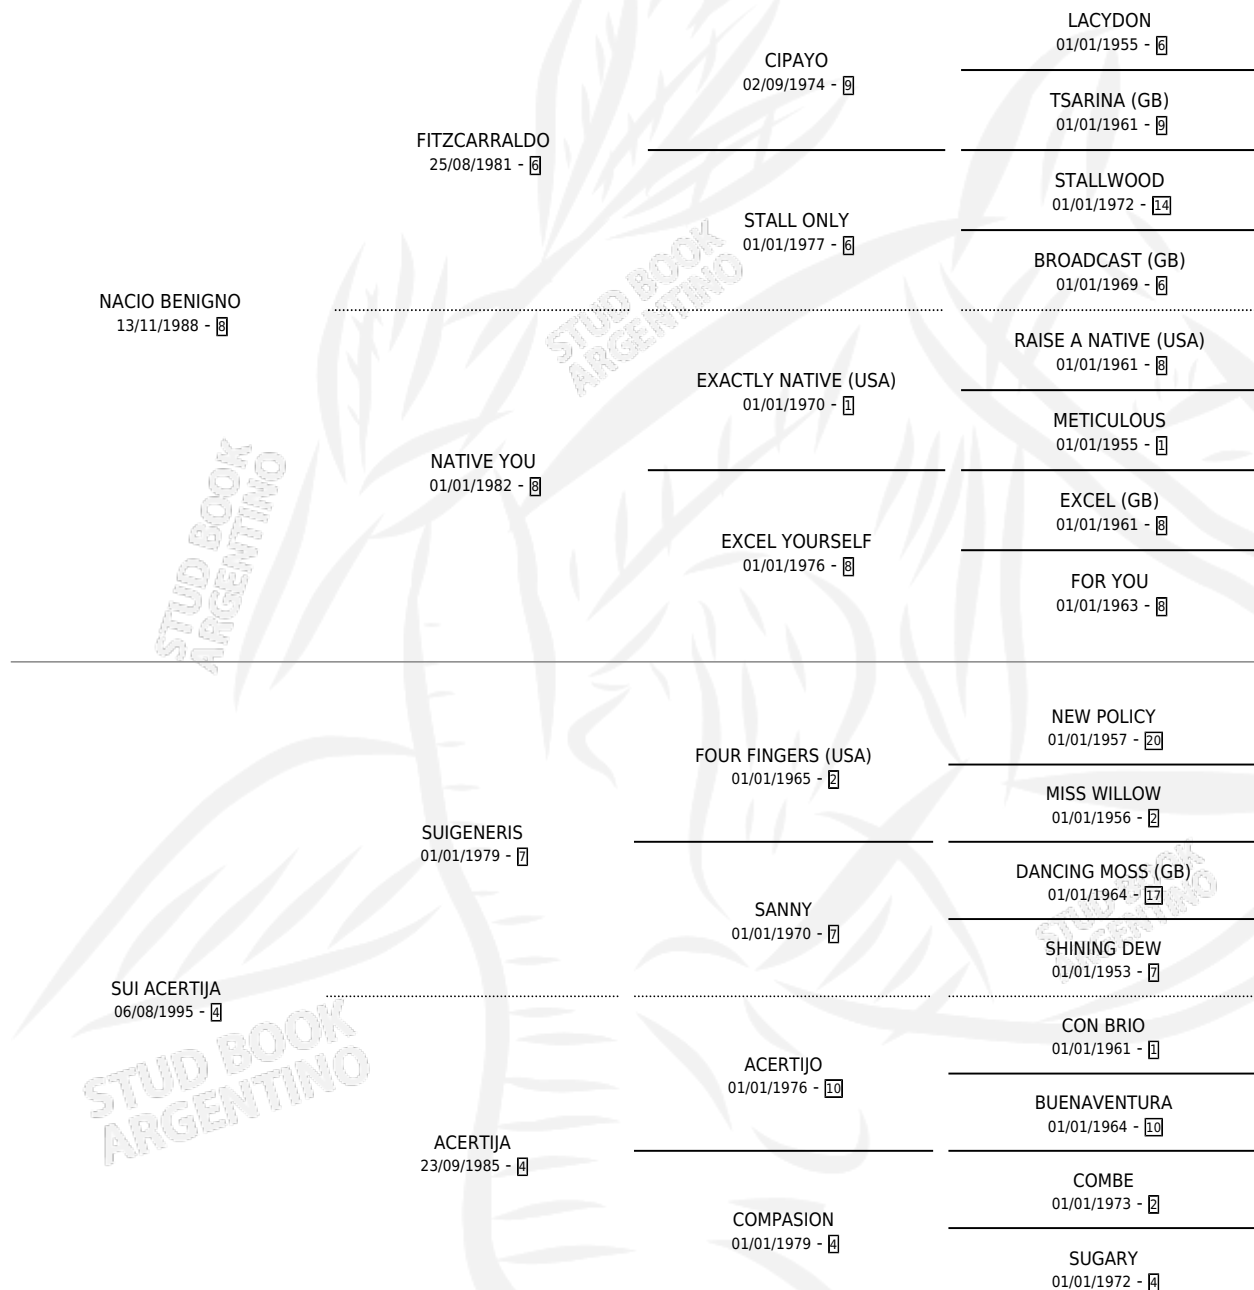 LACYDON
01/01/1955 - 6
CIPAYO
02/09/1974 - 9
TSARINA (GB)
01/01/1961 - 9
FITZCARRALDO
25/08/1981 - 6
STALLWOOD
01/01/1972 - 14
STALL ONLY
01/01/1977 - 6
BROADCAST (GB)
01/01/1969 - 6
NACIO BENIGNO
13/11/1988 - 8
STUD BOOK
ARGENTINO
RAISE A NATIVE (USA)
01/01/1961 - 8
EXACTLY NATIVE (USA)
01/01/1970 - 1
METICULOUS
01/01/1955 - 1
NATIVE YOU
01/01/1982 - 8
EXCEL (GB)
01/01/1961 - 8
EXCEL YOURSELF
01/01/1976 - 8
FOR YOU
01/01/1963 - 8
STUD BOOK
ARGENTINO
NEW POLICY
01/01/1957 - 20
FOUR FINGERS (USA)
01/01/1965 - 2
MISS WILLOW
01/01/1956 - 2
SUIGENERIS
01/01/1979 - 7
DANCING MOSS (GB)
01/01/1964 - 17
SANNY
01/01/1970 - 7
STUD BOOK
ARGENTINO
SHINING DEW
01/01/1953 - 7
SUI ACERTIJA
06/08/1995 - 4
STUD BOOK
ARGENTINO
CON BRIO
01/01/1961 - 1
ACERTIJO
01/01/1976 - 10
BUENAVENTURA
01/01/1964 - 10
ACERTIJA
23/09/1985 - 4
COMBE
01/01/1973 - 2
COMPASION
01/01/1979 - 4
SUGARY
01/01/1972 - 4